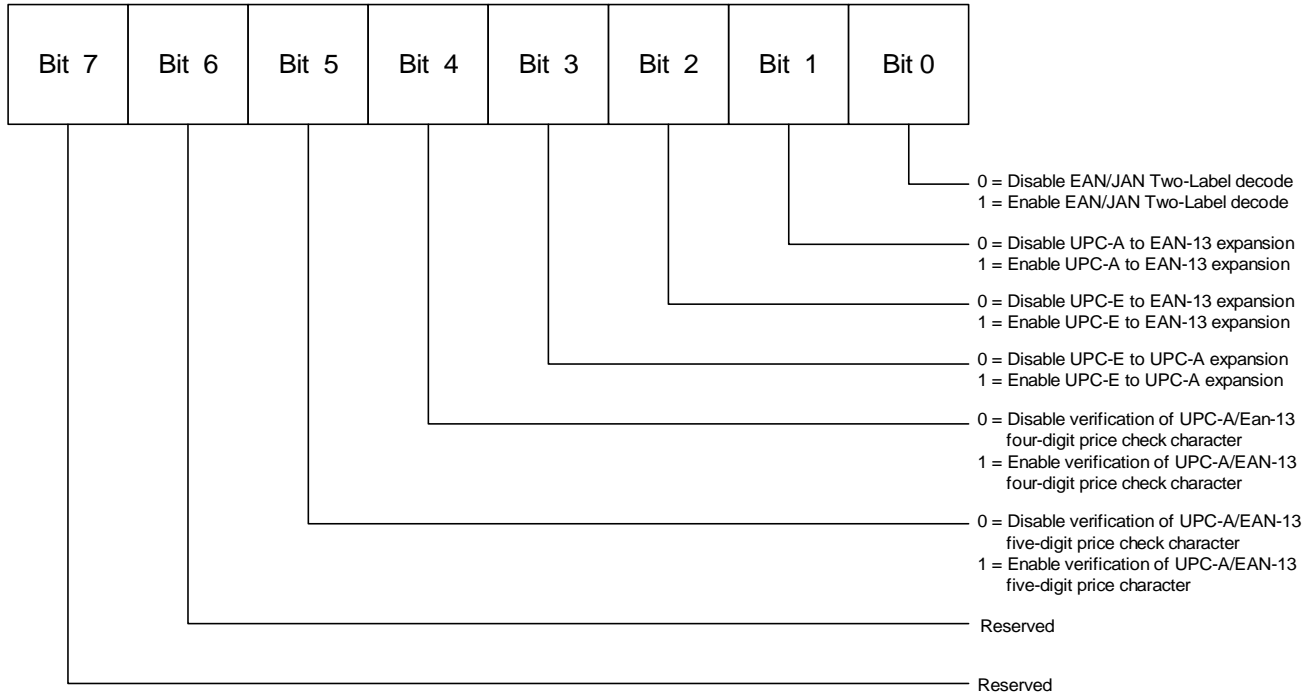 Bit 7 Bit 6 Bit 5 Bit 4 Bit 3 Bit 2 Bit 1 Bit 0
0 = Disable EAN/JAN Two-Label decode
1 = Enable EAN/JAN Two-Label decode
0 = Disable UPC-A to EAN-13 expansion
1 = Enable UPC-A to EAN-13 expansion
0 = Disable UPC-E to EAN-13 expansion
1 = Enable UPC-E to EAN-13 expansion
0 = Disable UPC-E to UPC-A expansion
1 = Enable UPC-E to UPC-A expansion
0 = Disable verification of UPC-A/Ean-13
four-digit price check character
1 = Enable verification of UPC-A/EAN-13
four-digit price check character
0 = Disable verification of UPC-A/EAN-13
five-digit price check character
1 = Enable verification of UPC-A/EAN-13
five-digit price character
Reserved
Reserved